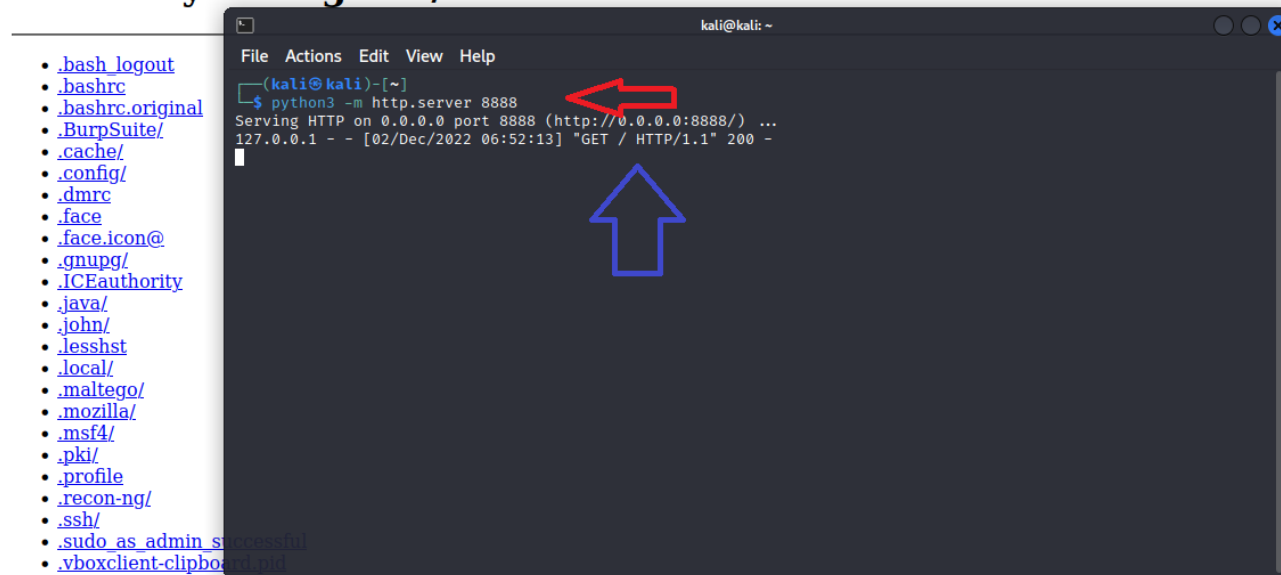 kali@kali: ~
File Actions Edit View Help
.bash_logout
.bashrc
.bashrc.original
.BurpSuite/
.cache/
.config/
.dmrc
.face
.face.icon@
.gnupg/
.ICEauthority
.java/
.john/
.lesshst
.local/
.maltego/
.mozilla/
.msf4/
.pki/
.profile
.recon-ng/
.ssh/
.sudo_as_admin_successful
.vboxclient-clipboard.pid
(kali㉿kali)-[~]
$ python3 -m http.server 8888
Serving HTTP on 0.0.0.0 port 8888 (http://0.0.0.0:8888/) ...
127.0.0.1 - - [02/Dec/2022 06:52:13] "GET / HTTP/1.1" 200 -